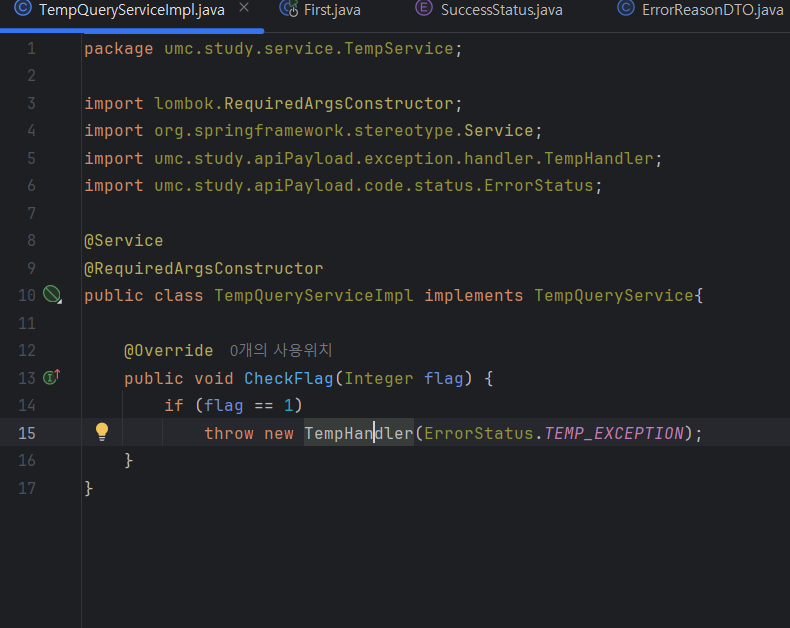 TempQueryServiceImpl.java First.java SuccessStatus.java ErrorReasonDTO.java
1 package umc.study.service.TempService;
2
3 import lombok.RequiredArgsConstructor;
4 import org.springframework.stereotype.Service;
5 import umc.study.apiPayload.exception.handler.TempHandler;
6 import umc.study.apiPayload.code.status.ErrorStatus;
7
8 @Service
9 @RequiredArgsConstructor
10 public class TempQueryServiceImpl implements TempQueryService{
11
12 @Override 0개의 사용위치
13 public void CheckFlag(Integer flag) {
14 if (flag == 1)
15 throw new TempHandler(ErrorStatus.TEMP_EXCEPTION);
16 }
17 }